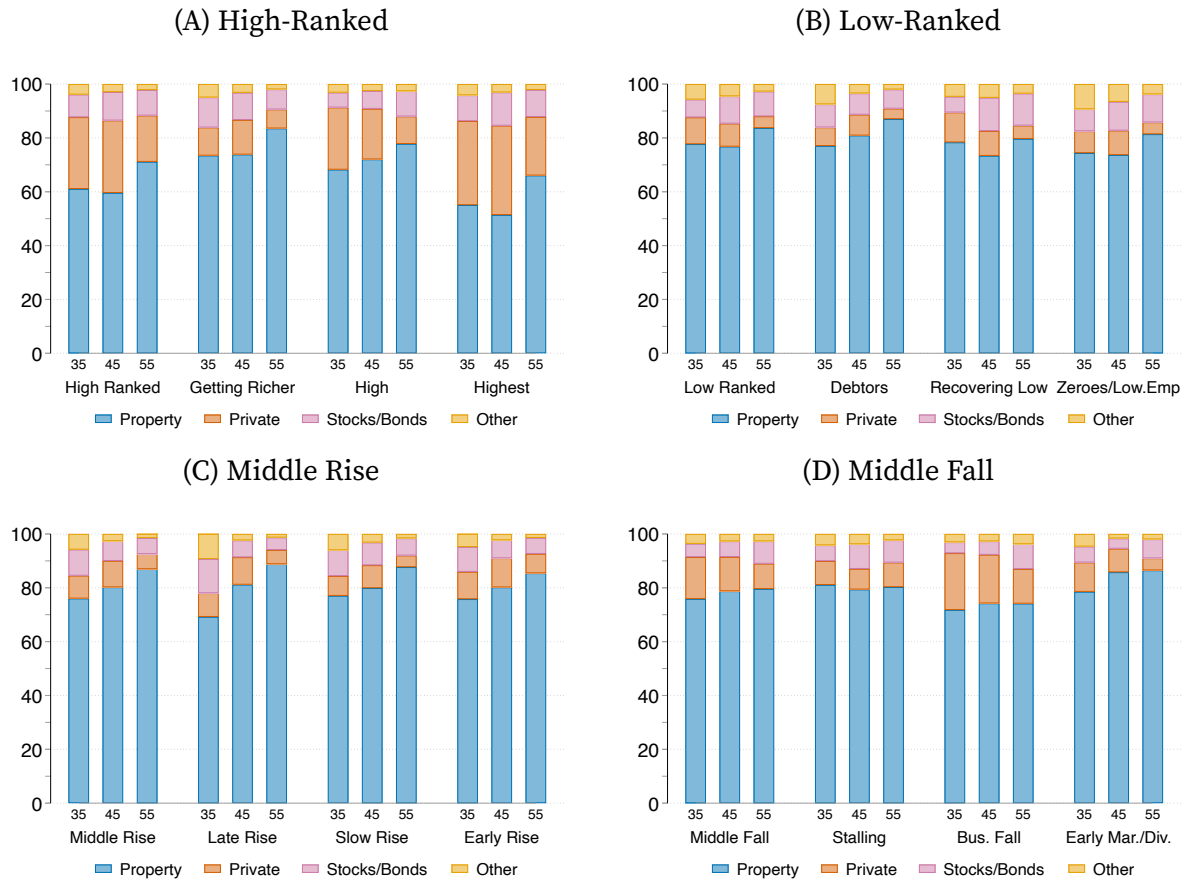 (A) High-Ranked
100
80
60
40
20
0
35 45 55 35 45 55 35 45 55 35 45 55
High Ranked Getting Richer High Highest
Property Private Stocks/Bonds Other
(B) Low-Ranked
100
80
60
40
20
0
35 45 55 35 45 55 35 45 55 35 45 55
Low Ranked Debtors Recovering Low Zeroes/Low.Emp
Property Private Stocks/Bonds Other
(C) Middle Rise
100
80
60
40
20
0
35 45 55 35 45 55 35 45 55 35 45 55
Middle Rise Late Rise Slow Rise Early Rise
Property Private Stocks/Bonds Other
(D) Middle Fall
100
80
60
40
20
0
35 45 55 35 45 55 35 45 55 35 45 55
Middle Fall Stalling Bus. Fall Early Mar./Div.
Property Private Stocks/Bonds Other